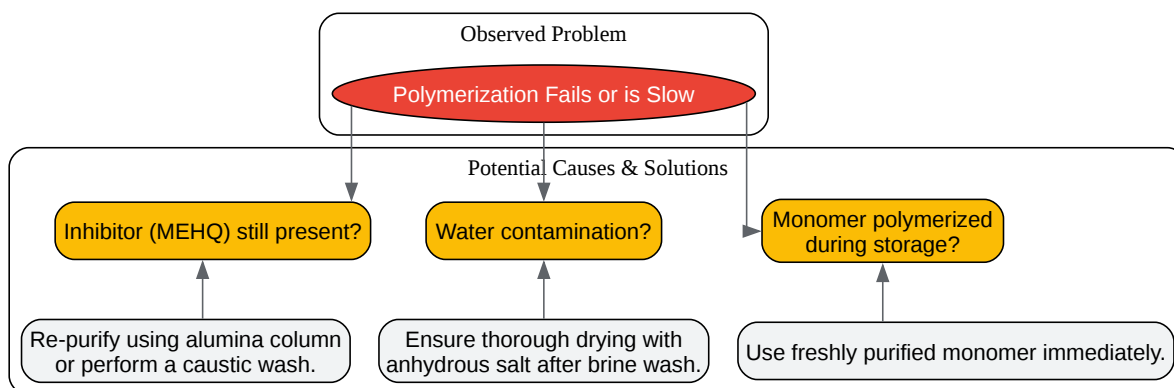 Observed Problem
Polymerization Fails or is Slow
Potential Causes & Solutions
Inhibitor (MEHQ) still present?
Water contamination?
Monomer polymerized
during storage?
Re-purify using alumina column
or perform a caustic wash.
Ensure thorough drying with
anhydrous salt after brine wash.
Use freshly purified monomer immediately.